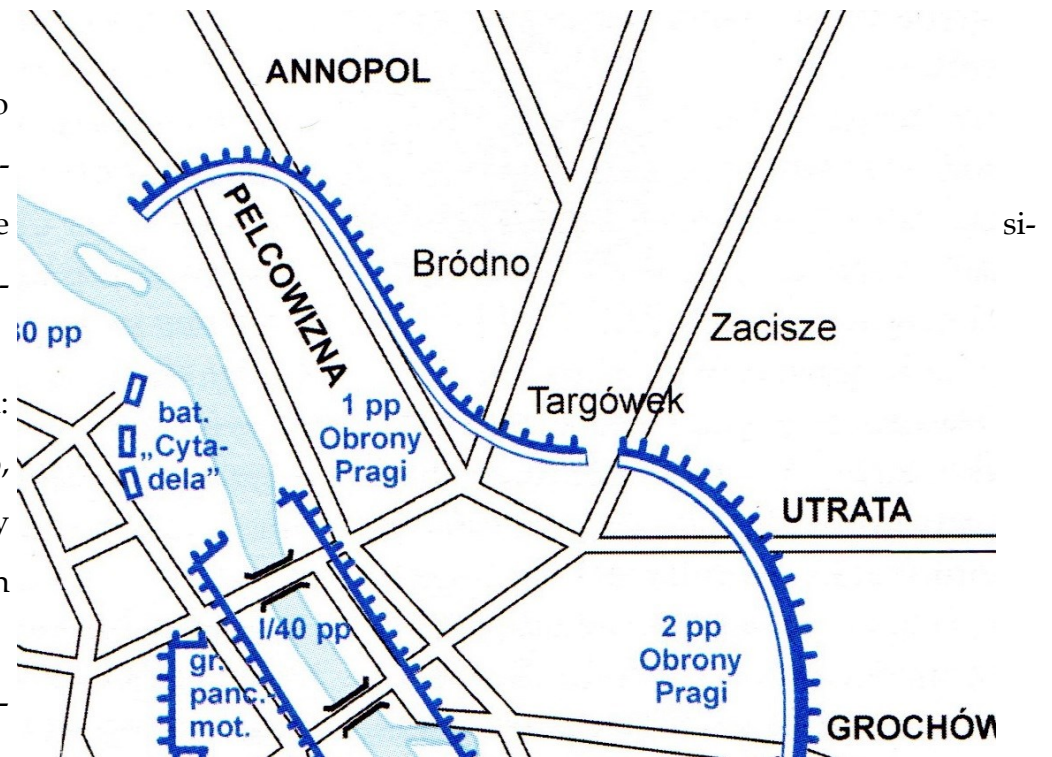 ANNOPOL
PELCOWIZNA
Bródno
si-
Zacisze
30 pp
Targówek
bat.
„Cyta-
dela”
1 pp
Obrony
Pragi
UTRATA
I/40 pp
2 pp
Obrony
Pragi
gr.
panc.-
mot.
GROCHÓW